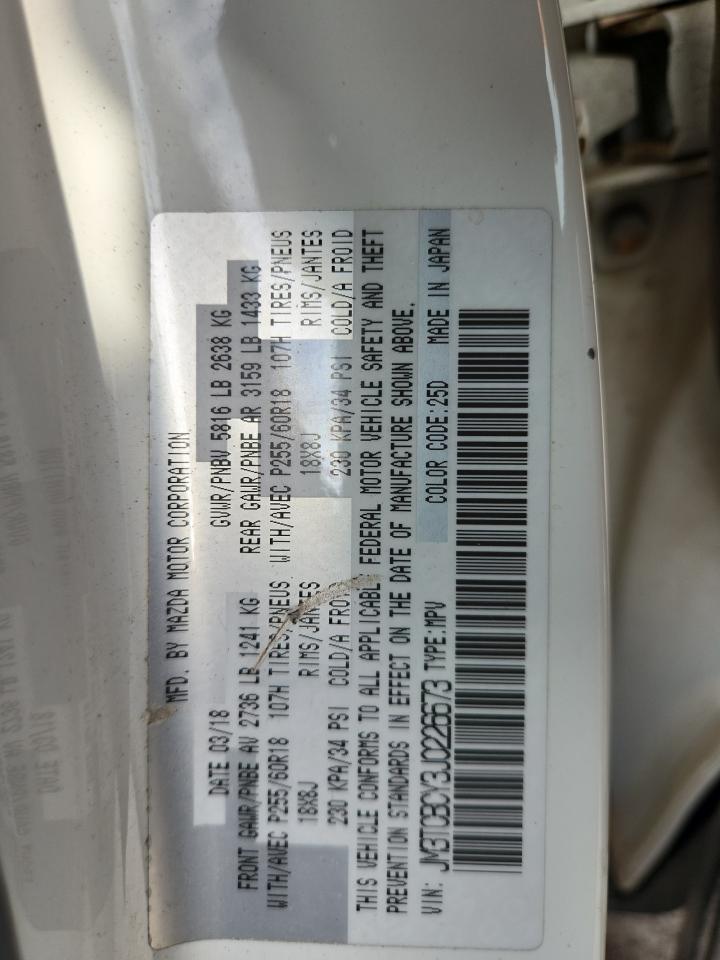 MFD. BY MAZDA MOTOR CORPORATION
DATE 03/18 GVWR/PNBV 5816 LB 2638 KG
FRONT GAWR/PNBE AV 2736 LB 1241 KG REAR GAWR/PNBE AR 3159 LB 1433 KG
WITH/AVEC P255/60R18 107H TIRES/PNEUS WITH/AVEC P255/60R18 107H TIRES/PNEUS
18X8J RIMS/JANTES 18X8J RIMS/JANTES
230 KPA/34 PSI COLD/A FROID 230 KPA/34 PSI COLD/A FROID
THIS VEHICLE CONFORMS TO ALL APPLICABLE FEDERAL MOTOR VEHICLE SAFETY AND THEFT
PREVENTION STANDARDS IN EFFECT ON THE DATE OF MANUFACTURE SHOWN ABOVE.
VIN: JM3TCBCY3J0226673 TYPE:MPV COLOR CODE:25D MADE IN JAPAN